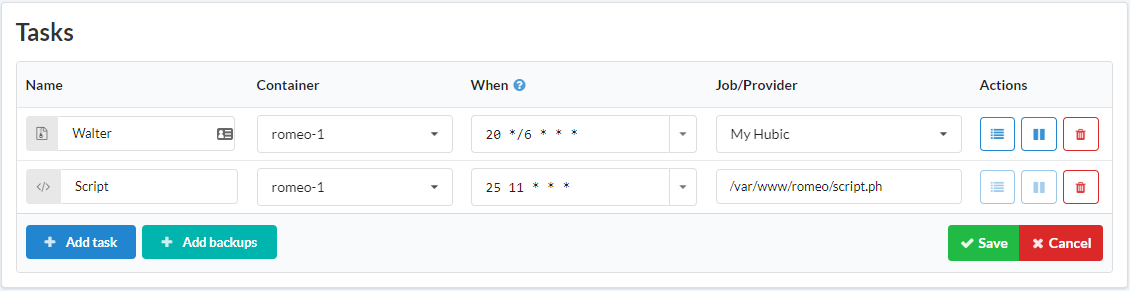 Tasks
Name Container When Job/Provider Actions
Walter romeo-1 20 */6 * * * My Hubic
</> Script romeo-1 25 11 * * * /var/www/romeo/script.ph
Add task Add backups Save Cancel